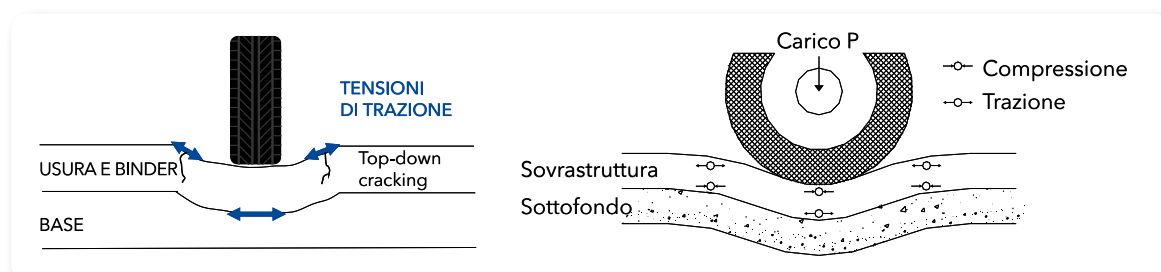 TENSIONI
DI TRAZIONE
USURA E BINDER
Top-down
cracking
BASE
Carico P
Compressione
Trazione
Sovrastruttura
Sottofondo